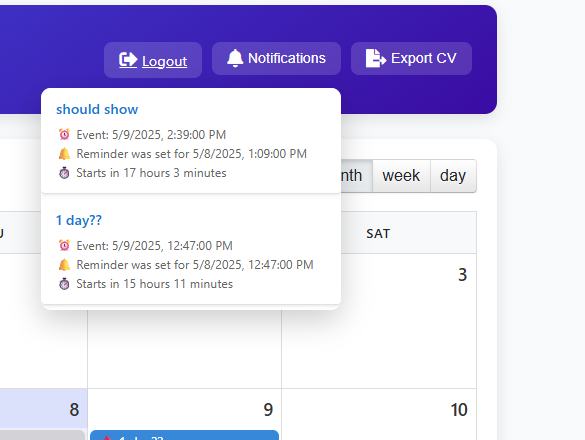 Logout
Notifications
Export CV
should show
Event: 5/9/2025, 2:39:00 PM
Reminder was set for 5/8/2025, 1:09:00 PM
Starts in 17 hours 3 minutes
nth
week
day
1 day??
Event: 5/9/2025, 12:47:00 PM
Reminder was set for 5/8/2025, 12:47:00 PM
Starts in 15 hours 11 minutes
U
SAT
3
8
9
10
1 day??